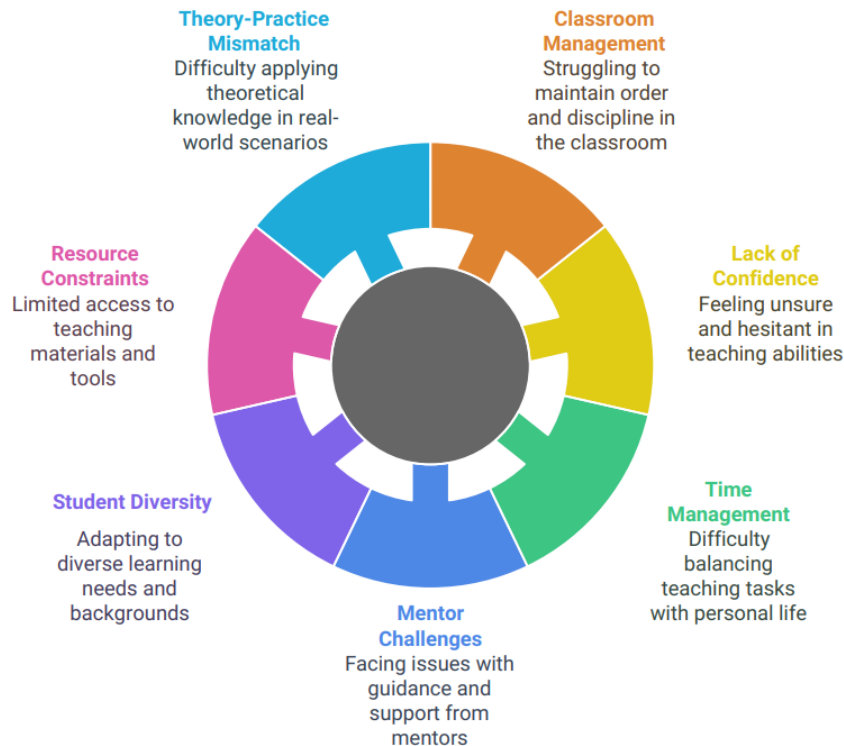 Theory-Practice
Mismatch
Difficulty applying
theoretical
knowledge in real-
world scenarios
Classroom
Management
Struggling to
maintain order
and discipline in
the classroom
Resource
Constraints
Limited access to
teaching
materials and
tools
Lack of
Confidence
Feeling unsure
and hesitant in
teaching abilities
Student Diversity
Adapting to
diverse learning
needs and
backgrounds
Time
Management
Difficulty
balancing
teaching tasks
with personal life
Mentor
Challenges
Facing issues with
guidance and
support from
mentors